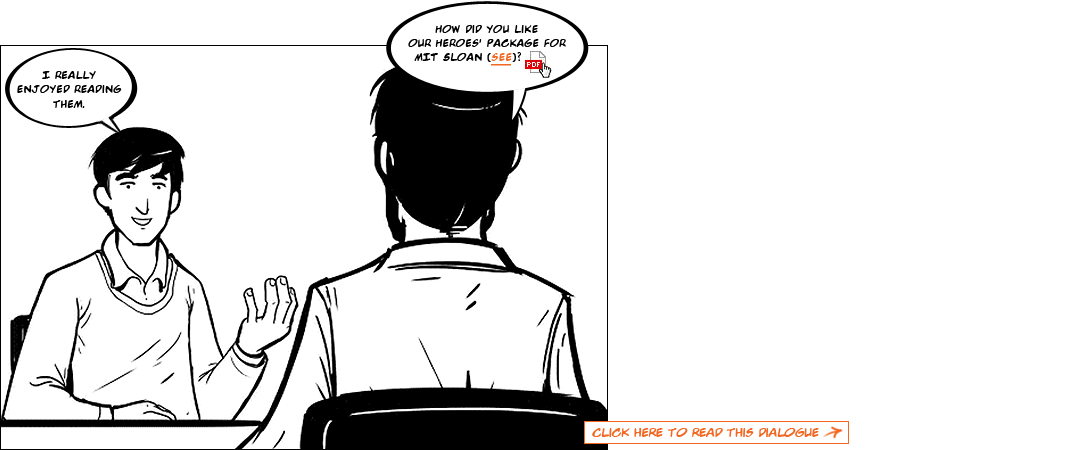 HOW DID YOU LIKE
OUR HEROES' PACKAGE FOR
MIT SLOAN (SEE)?
PDF
I REALLY
ENJOYED READING
THEM.
CLICK HERE TO READ THIS DIALOGUE